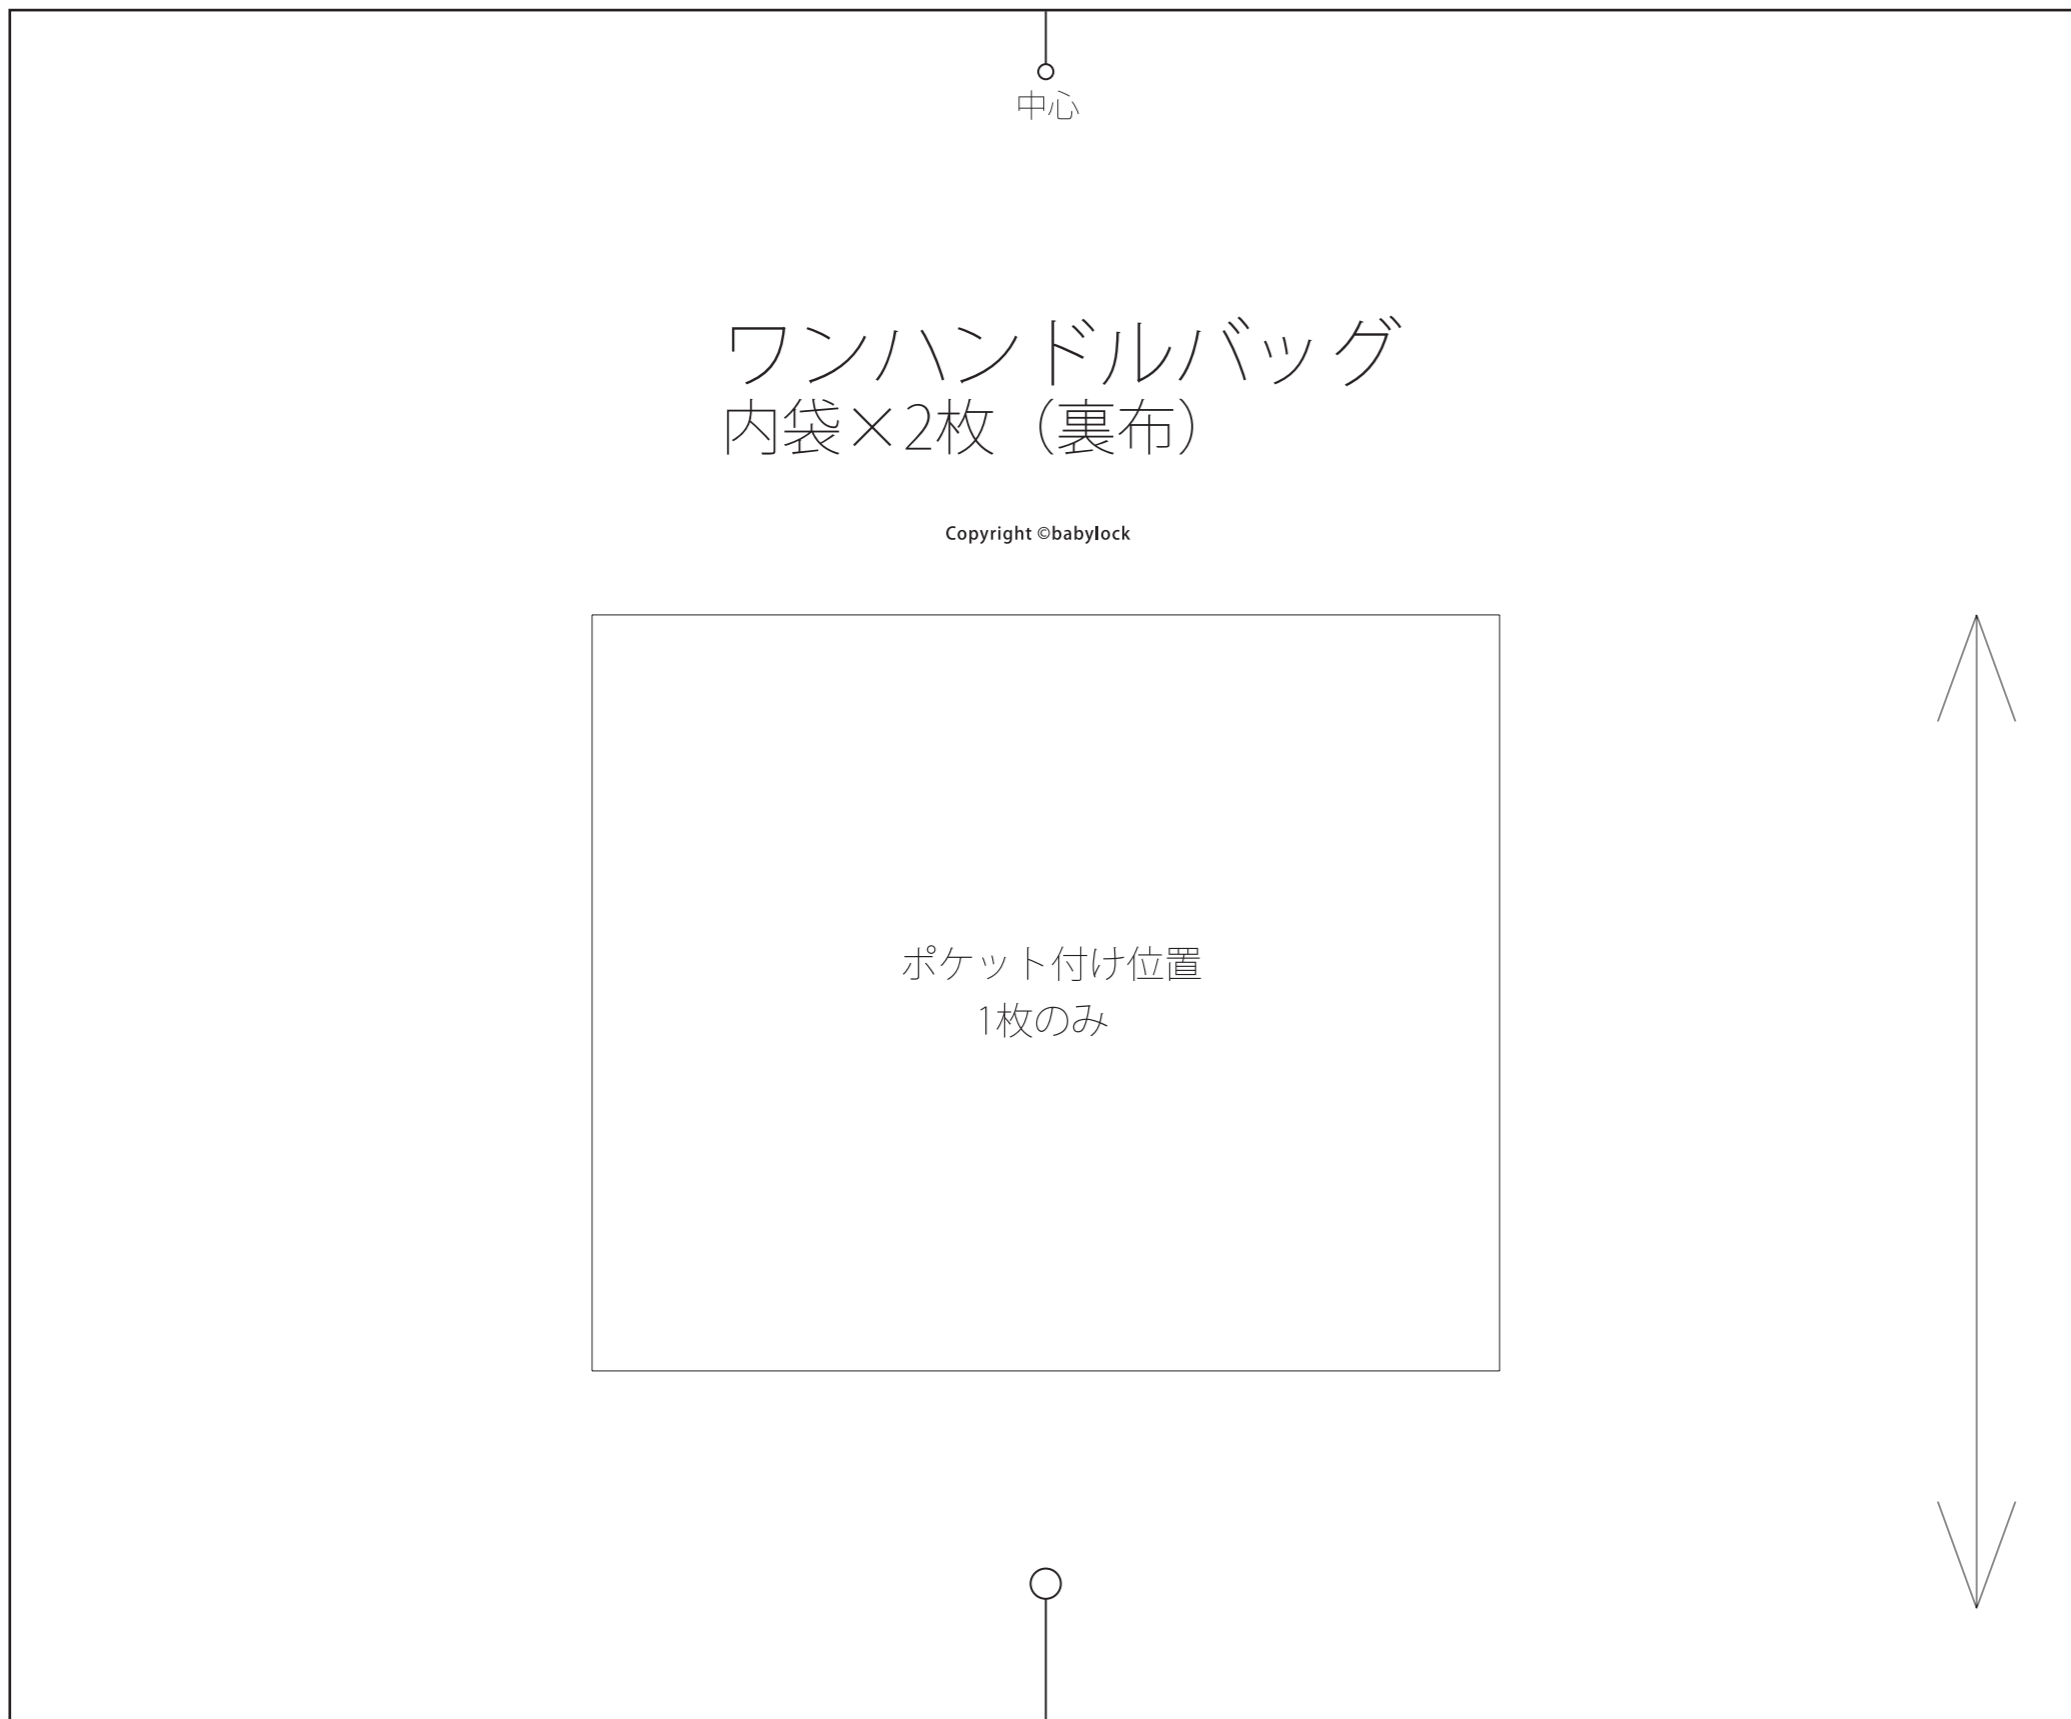 中心
ワンハンドルバッグ
内袋×2枚（裏布）
Copyright ©babylock
ポケット付け位置
1枚のみ